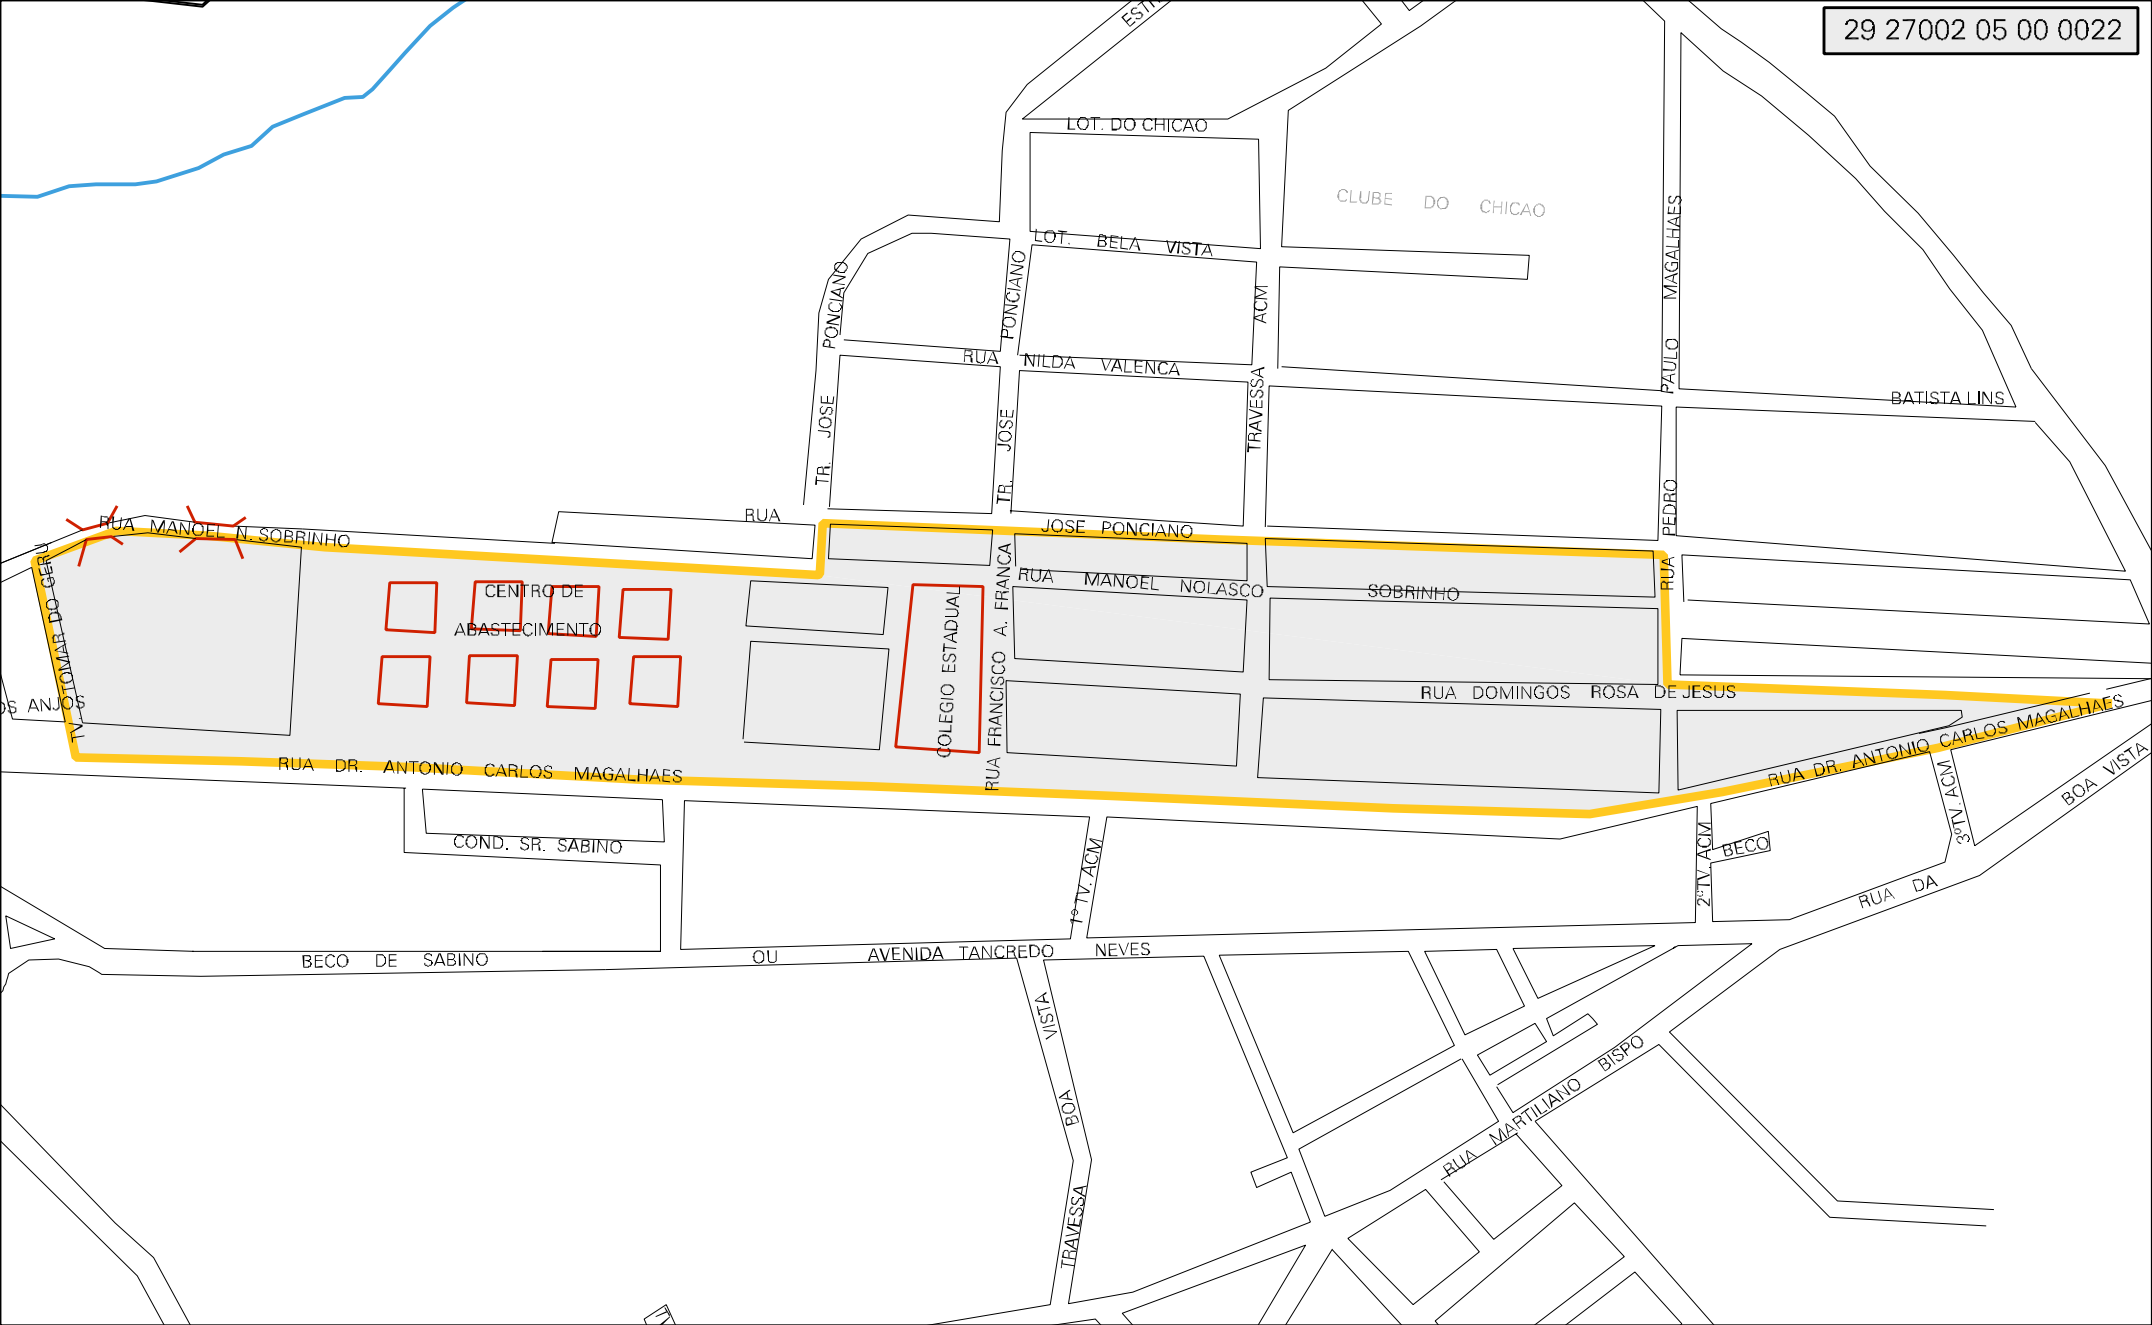 29 27002 05 00 0022
LOT. DO CHICAO
CLUBE DO CHICAO
LOT. BELA VISTA
RUA NILDA VALENCA
BATISTA LINS
TR. JOSE PONCIANO
TR. JOSE PONCIANO
TRAVESSA ACM
RUA PEDRO PAULO MAGALHAES
RUA JOSE PONCIANO
RUA MANOEL N. SOBRINHO
TV. TOMAR DO GERU
CENTRO DE
ABASTECIMENTO
COLEGIO ESTADUAL
RUA FRANCISCO A. FRANCA
RUA MANOEL NOLASCO SOBRINHO
RUA DOMINGOS ROSA DE JESUS
OS ANJOS
RUA DR. ANTONIO CARLOS MAGALHAES
RUA DR. ANTONIO CARLOS MAGALHAES
COND. SR. SABINO
1º TV. ACM
2º TV. ACM
3º TV. ACM
BECO
RUA DA BOA VISTA
BECO DE SABINO OU AVENIDA TANCREDO NEVES
TRAVESSA BOA VISTA
RUA MARTILIANO BISPO